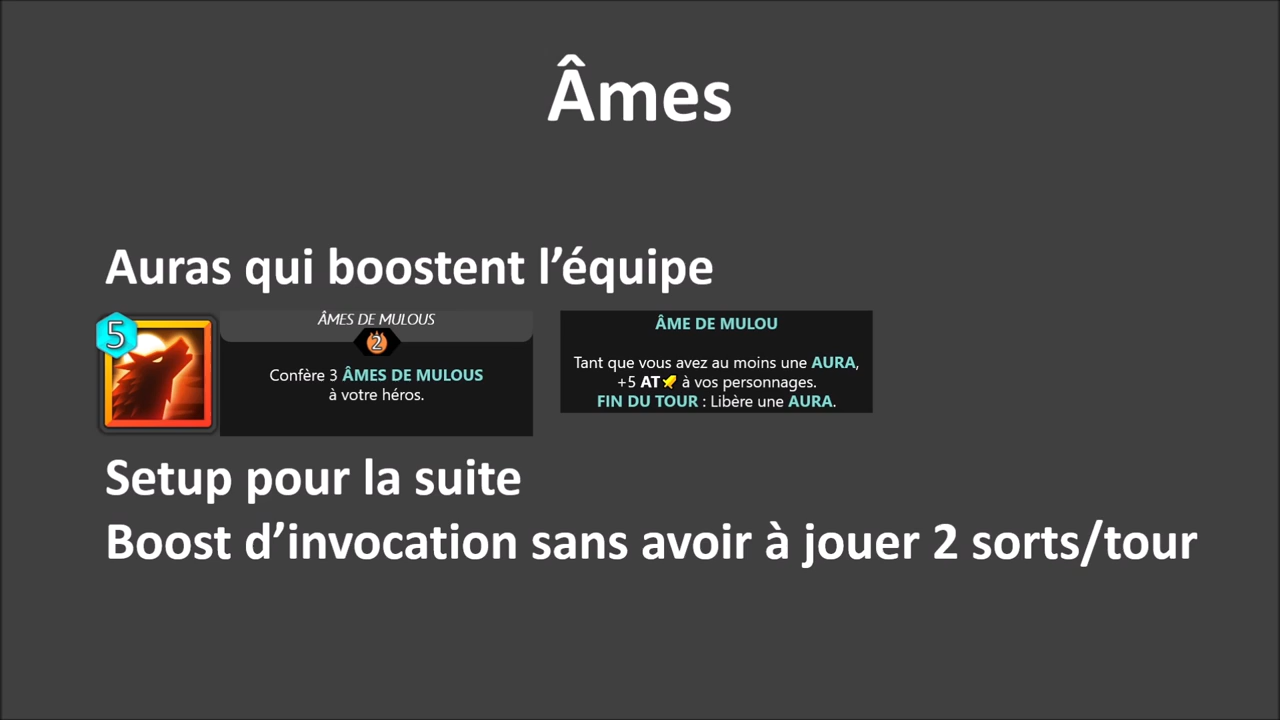 Âmes
Auras qui boostent l’équipe
5
ÂMES DE MULOUS
2
Confère 3 ÂMES DE MULOUS
à votre héros.
ÂME DE MULOU
Tant que vous avez au moins une AURA,
+5 AT à vos personnages.
FIN DU TOUR : Libère une AURA.
Setup pour la suite
Boost d’invocation sans avoir à jouer 2 sorts/tour